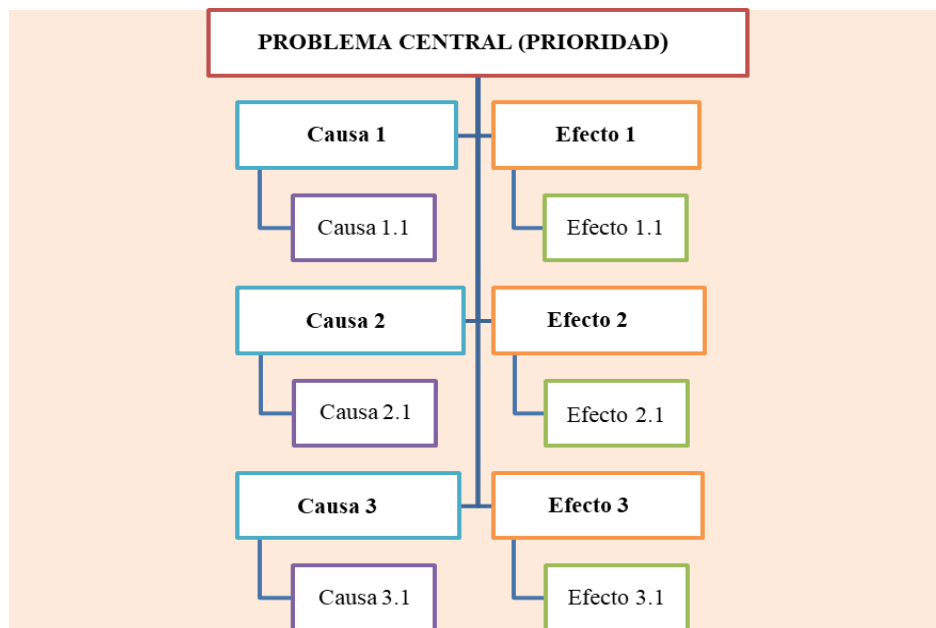 PROBLEMA CENTRAL (PRIORIDAD)
Causa 1
Efecto 1
Causa 1.1
Efecto 1.1
Causa 2
Efecto 2
Causa 2.1
Efecto 2.1
Causa 3
Efecto 3
Causa 3.1
Efecto 3.1